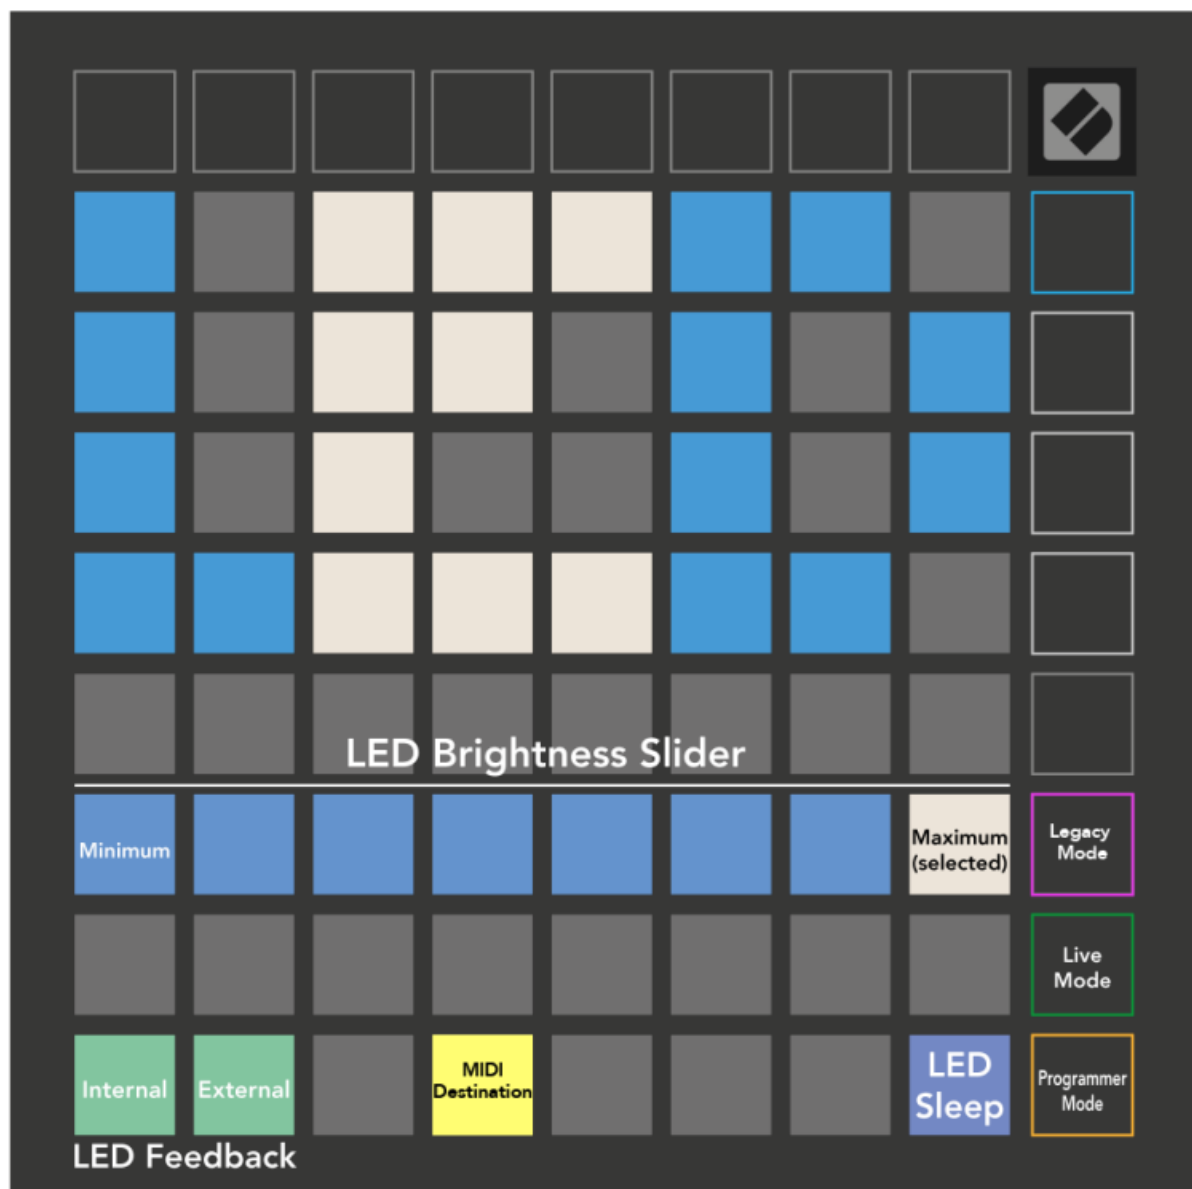 LED Brightness Slider
Minimum
Maximum
(selected)
Legacy
Mode
Live
Mode
Internal
External
MIDI
Destination
LED
Sleep
Programmer
Mode
LED Feedback